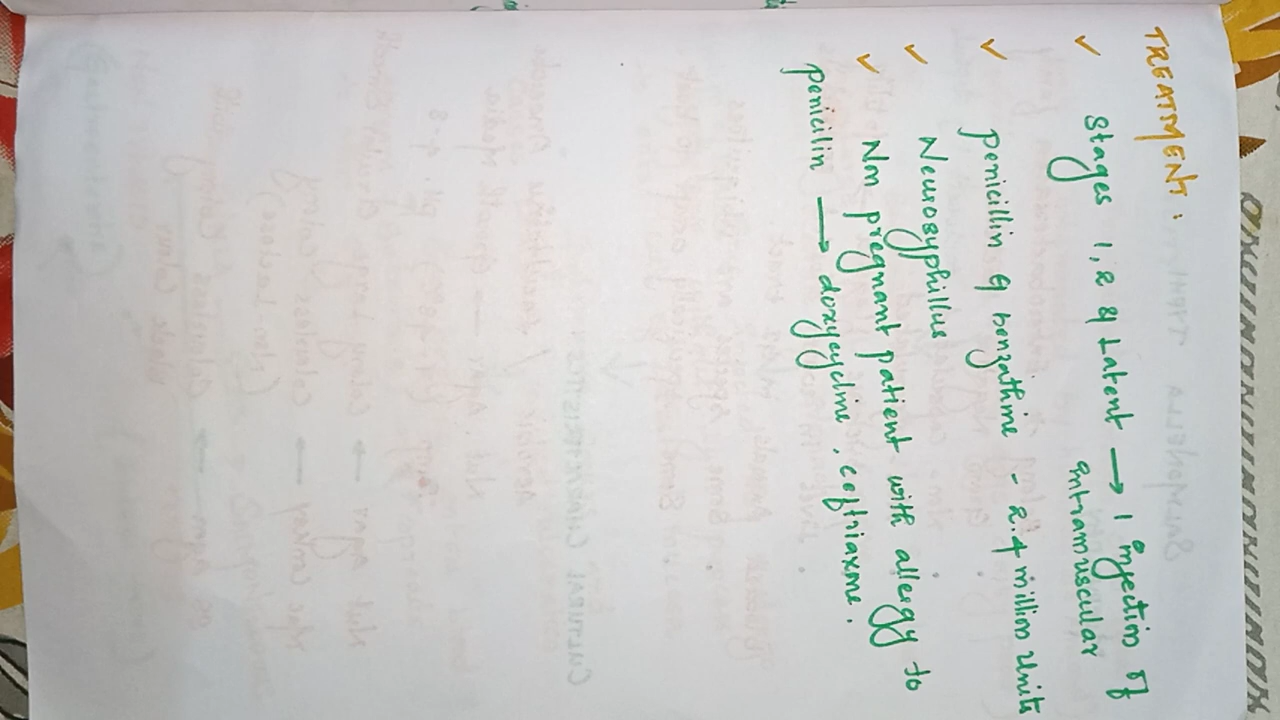 TREATMENT:
✓ Stages 1, 2 & Latent → 1 injection of
intramuscular
✓ penicillin G benzathine - 2.4 million units
✓ Neurosyphillus
✓ Non pregnant patient with allergy to
penicilin → doxycycline, ceftriaxone.